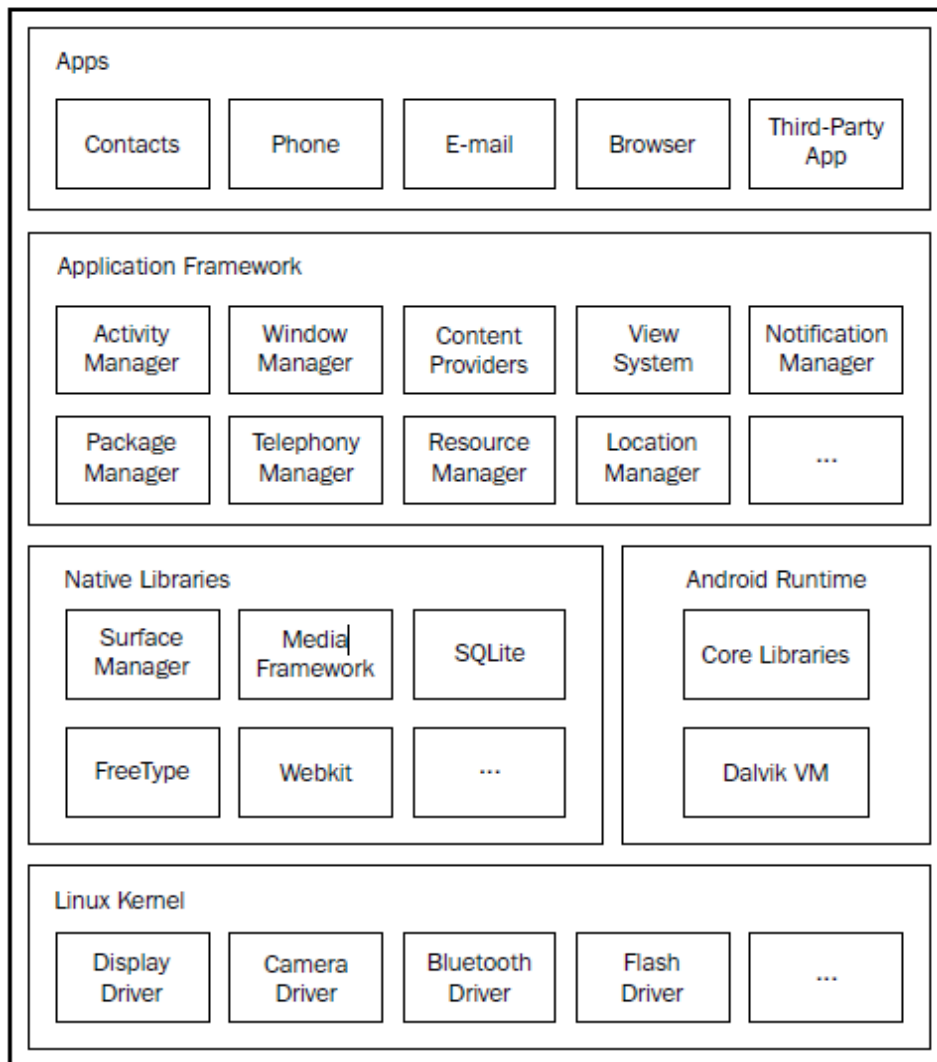 Apps
Contacts
Phone
E-mail
Browser
Third-Party
App
Application Framework
Activity
Manager
Window
Manager
Content
Providers
View
System
Notification
Manager
Package
Manager
Telephony
Manager
Resource
Manager
Location
Manager
...
Native Libraries
Surface
Manager
Media
Framework
SQLite
FreeType
Webkit
...
Android Runtime
Core Libraries
Dalvik VM
Linux Kernel
Display
Driver
Camera
Driver
Bluetooth
Driver
Flash
Driver
...